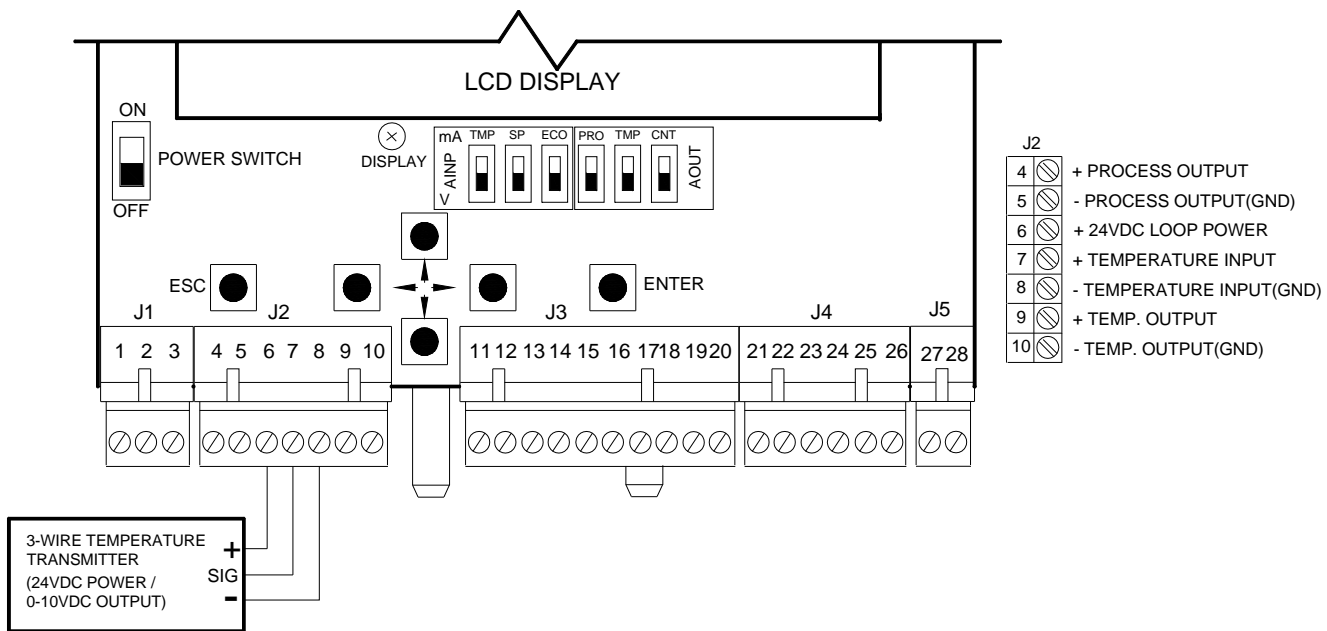 LCD DISPLAY
ON
POWER SWITCH
OFF
DISPLAY
mA TMP SP ECO PRO TMP CNT
AINP
V
AOUT
ESC
ENTER
J1 J2 J3 J4 J5
1 2 3 4 5 6 7 8 9 10 11 12 13 14 15 16 17 18 19 20 21 22 23 24 25 26 27 28
J2
4 + PROCESS OUTPUT
5 - PROCESS OUTPUT(GND)
6 + 24VDC LOOP POWER
7 + TEMPERATURE INPUT
8 - TEMPERATURE INPUT(GND)
9 + TEMP. OUTPUT
10 - TEMP. OUTPUT(GND)
3-WIRE TEMPERATURE
TRANSMITTER
(24VDC POWER /
0-10VDC OUTPUT)
+
SIG
-